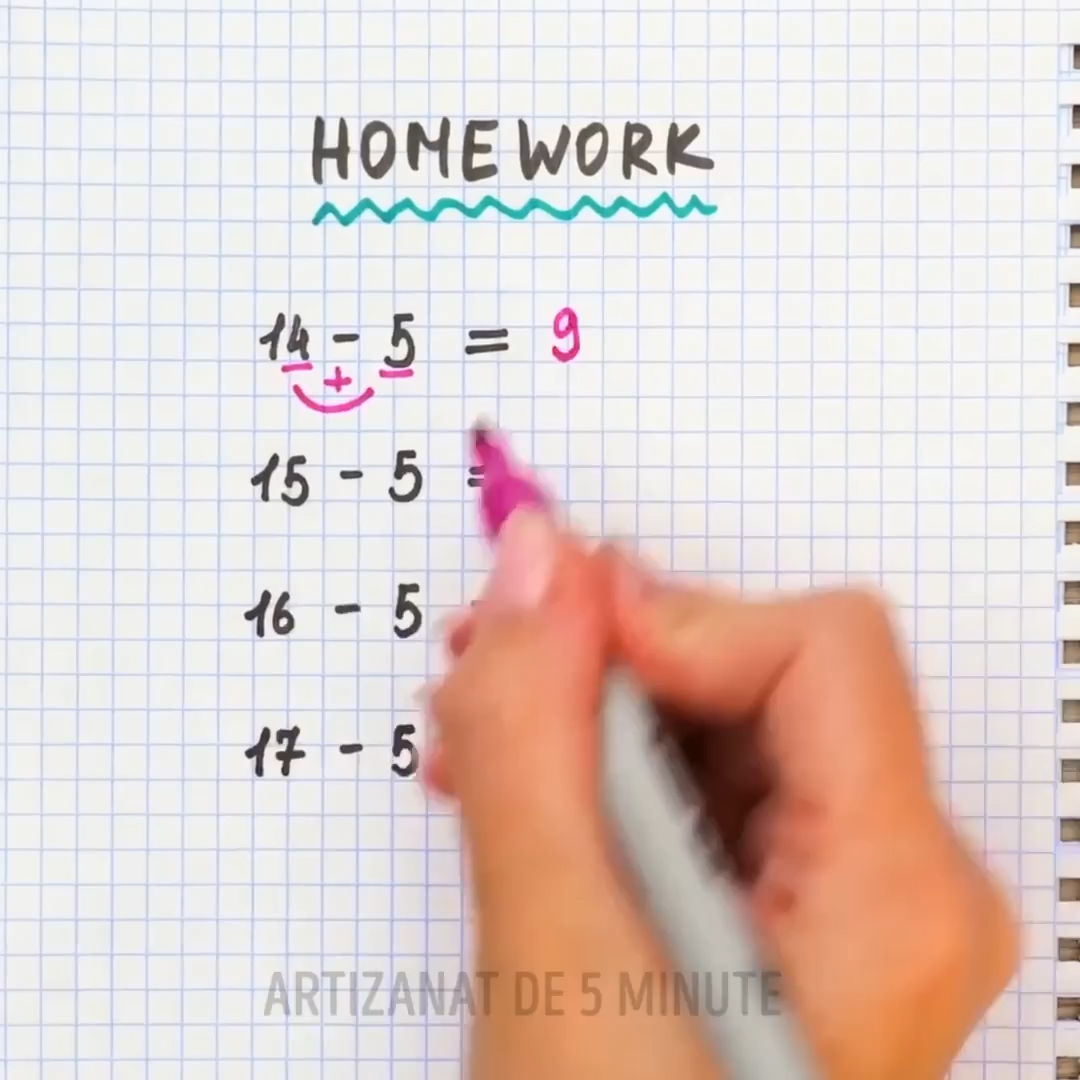 HOMEWORK
14 - 5 = 9
+
15 - 5 =
16 - 5
17 - 5
ARTIZANAT DE 5 MINUTE